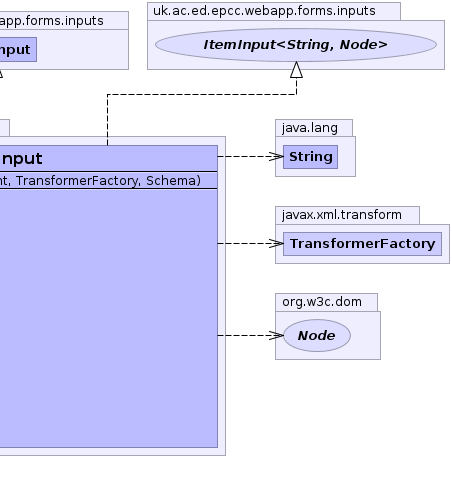 app.forms.inputs
uk.ac.ed.epcc.webapp.forms.inputs
nput
ItemInput<String, Node>
java.lang
Input
String
nt, TransformerFactory, Schema)
javax.xml.transform
TransformerFactory
org.w3c.dom
Node